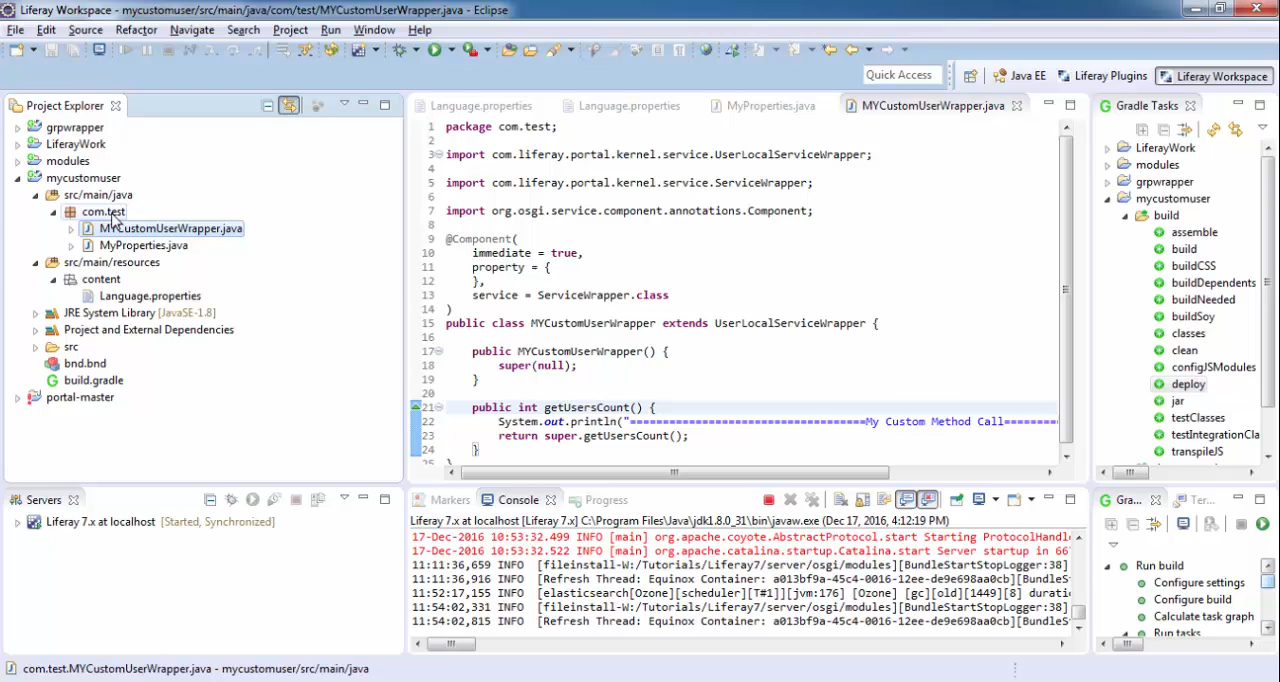 Liferay Workspace - mycustomuser/src/main/java/com/test/MYCustomUserWrapper.java - Eclipse
File Edit Source Refactor Navigate Search Project Run Window Help
Quick Access Java EE Liferay Plugins Liferay Workspace
Project Explorer
grpwrapper
LiferayWork
modules
mycustomuser
src/main/java
com.test
MYCustomUserWrapper.java
MyProperties.java
src/main/resources
content
Language.properties
JRE System Library [JavaSE-1.8]
Project and External Dependencies
src
bnd.bnd
build.gradle
portal-master
Language.properties Language.properties MyProperties.java MYCustomUserWrapper.java
1 package com.test;
2
3 import com.liferay.portal.kernel.service.UserLocalServiceWrapper;
4
5 import com.liferay.portal.kernel.service.ServiceWrapper;
6
7 import org.osgi.service.component.annotations.Component;
8
9 @Component(
10 immediate = true,
11 property = {
12 },
13 service = ServiceWrapper.class
14 )
15 public class MYCustomUserWrapper extends UserLocalServiceWrapper {
16
17 public MYCustomUserWrapper() {
18 super(null);
19 }
20
21 public int getUsersCount() {
22 System.out.println("====================================My Custom Method Call=========
23 return super.getUsersCount();
24 }
25
Gradle Tasks
LiferayWork
modules
grpwrapper
mycustomuser
build
assemble
build
buildCSS
buildDependents
buildNeeded
buildSoy
classes
clean
configJSModules
deploy
jar
testClasses
testIntegrationCla
transpileJS
Servers
Liferay 7.x at localhost [Started, Synchronized]
Markers Console Progress
Liferay 7.x at localhost [Liferay 7.x] C:\Program Files\Java\jdk1.8.0_31\bin\javaw.exe (Dec 17, 2016, 4:12:19 PM)
17-Dec-2016 10:53:32.499 INFO [main] org.apache.coyote.AbstractProtocol.start Starting ProtocolHandl
17-Dec-2016 10:53:32.522 INFO [main] org.apache.catalina.startup.Catalina.start Server startup in 667
11:11:36,659 INFO [fileinstall-W:/Tutorials/Liferay7/server/osgi/modules][BundleStartStopLogger:38]
11:11:36,916 INFO [Refresh Thread: Equinox Container: a013bf9a-45c4-0016-12ee-de9e698aa0cb][BundleSt
11:52:17,155 INFO [elasticsearch[Ozone][scheduler][T#1]][jvm:176] [Ozone] [gc][old][1449][8] duratio
11:54:02,331 INFO [fileinstall-W:/Tutorials/Liferay7/server/osgi/modules][BundleStartStopLogger:38]
11:54:02,815 INFO [Refresh Thread: Equinox Container: a013bf9a-45c4-0016-12ee-de9e698aa0cb][BundleSt
Gra... Ter...
Run build
Configure settings
Configure build
Calculate task graph
Run tasks
com.test.MYCustomUserWrapper.java - mycustomuser/src/main/java